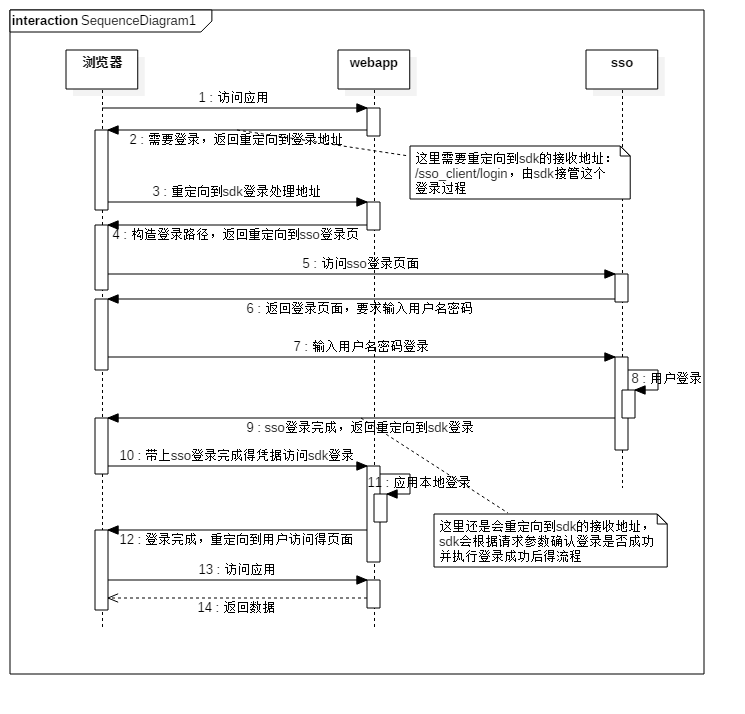 interaction SequenceDiagram1
浏览器
webapp
sso
1 : 访问应用
2 : 需要登录，返回重定向到登录地址
这里需要重定向到sdk的接收地址：
/sso_client/login，由sdk接管这个
登录过程
3 : 重定向到sdk登录处理地址
4 : 构造登录路径，返回重定向到sso登录页
5 : 访问sso登录页面
6 : 返回登录页面，要求输入用户名密码
7 : 输入用户名密码登录
8 : 用户登录
9 : sso登录完成，返回重定向到sdk登录
10 : 带上sso登录完成得凭据访问sdk登录
11 : 应用本地登录
这里还是会重定向到sdk的接收地址，
sdk会根据请求参数确认登录是否成功
并执行登录成功后得流程
12 : 登录完成，重定向到用户访问得页面
13 : 访问应用
14 : 返回数据